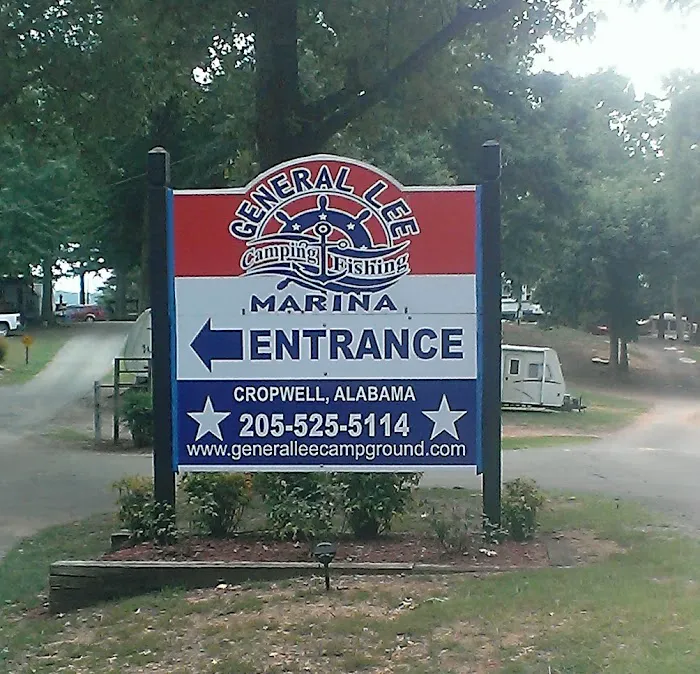 GENERAL LEE
Camping Fishing
MARINA
ENTRANCE
CROPWELL, ALABAMA
205-525-5114
www.generalleecampground.com